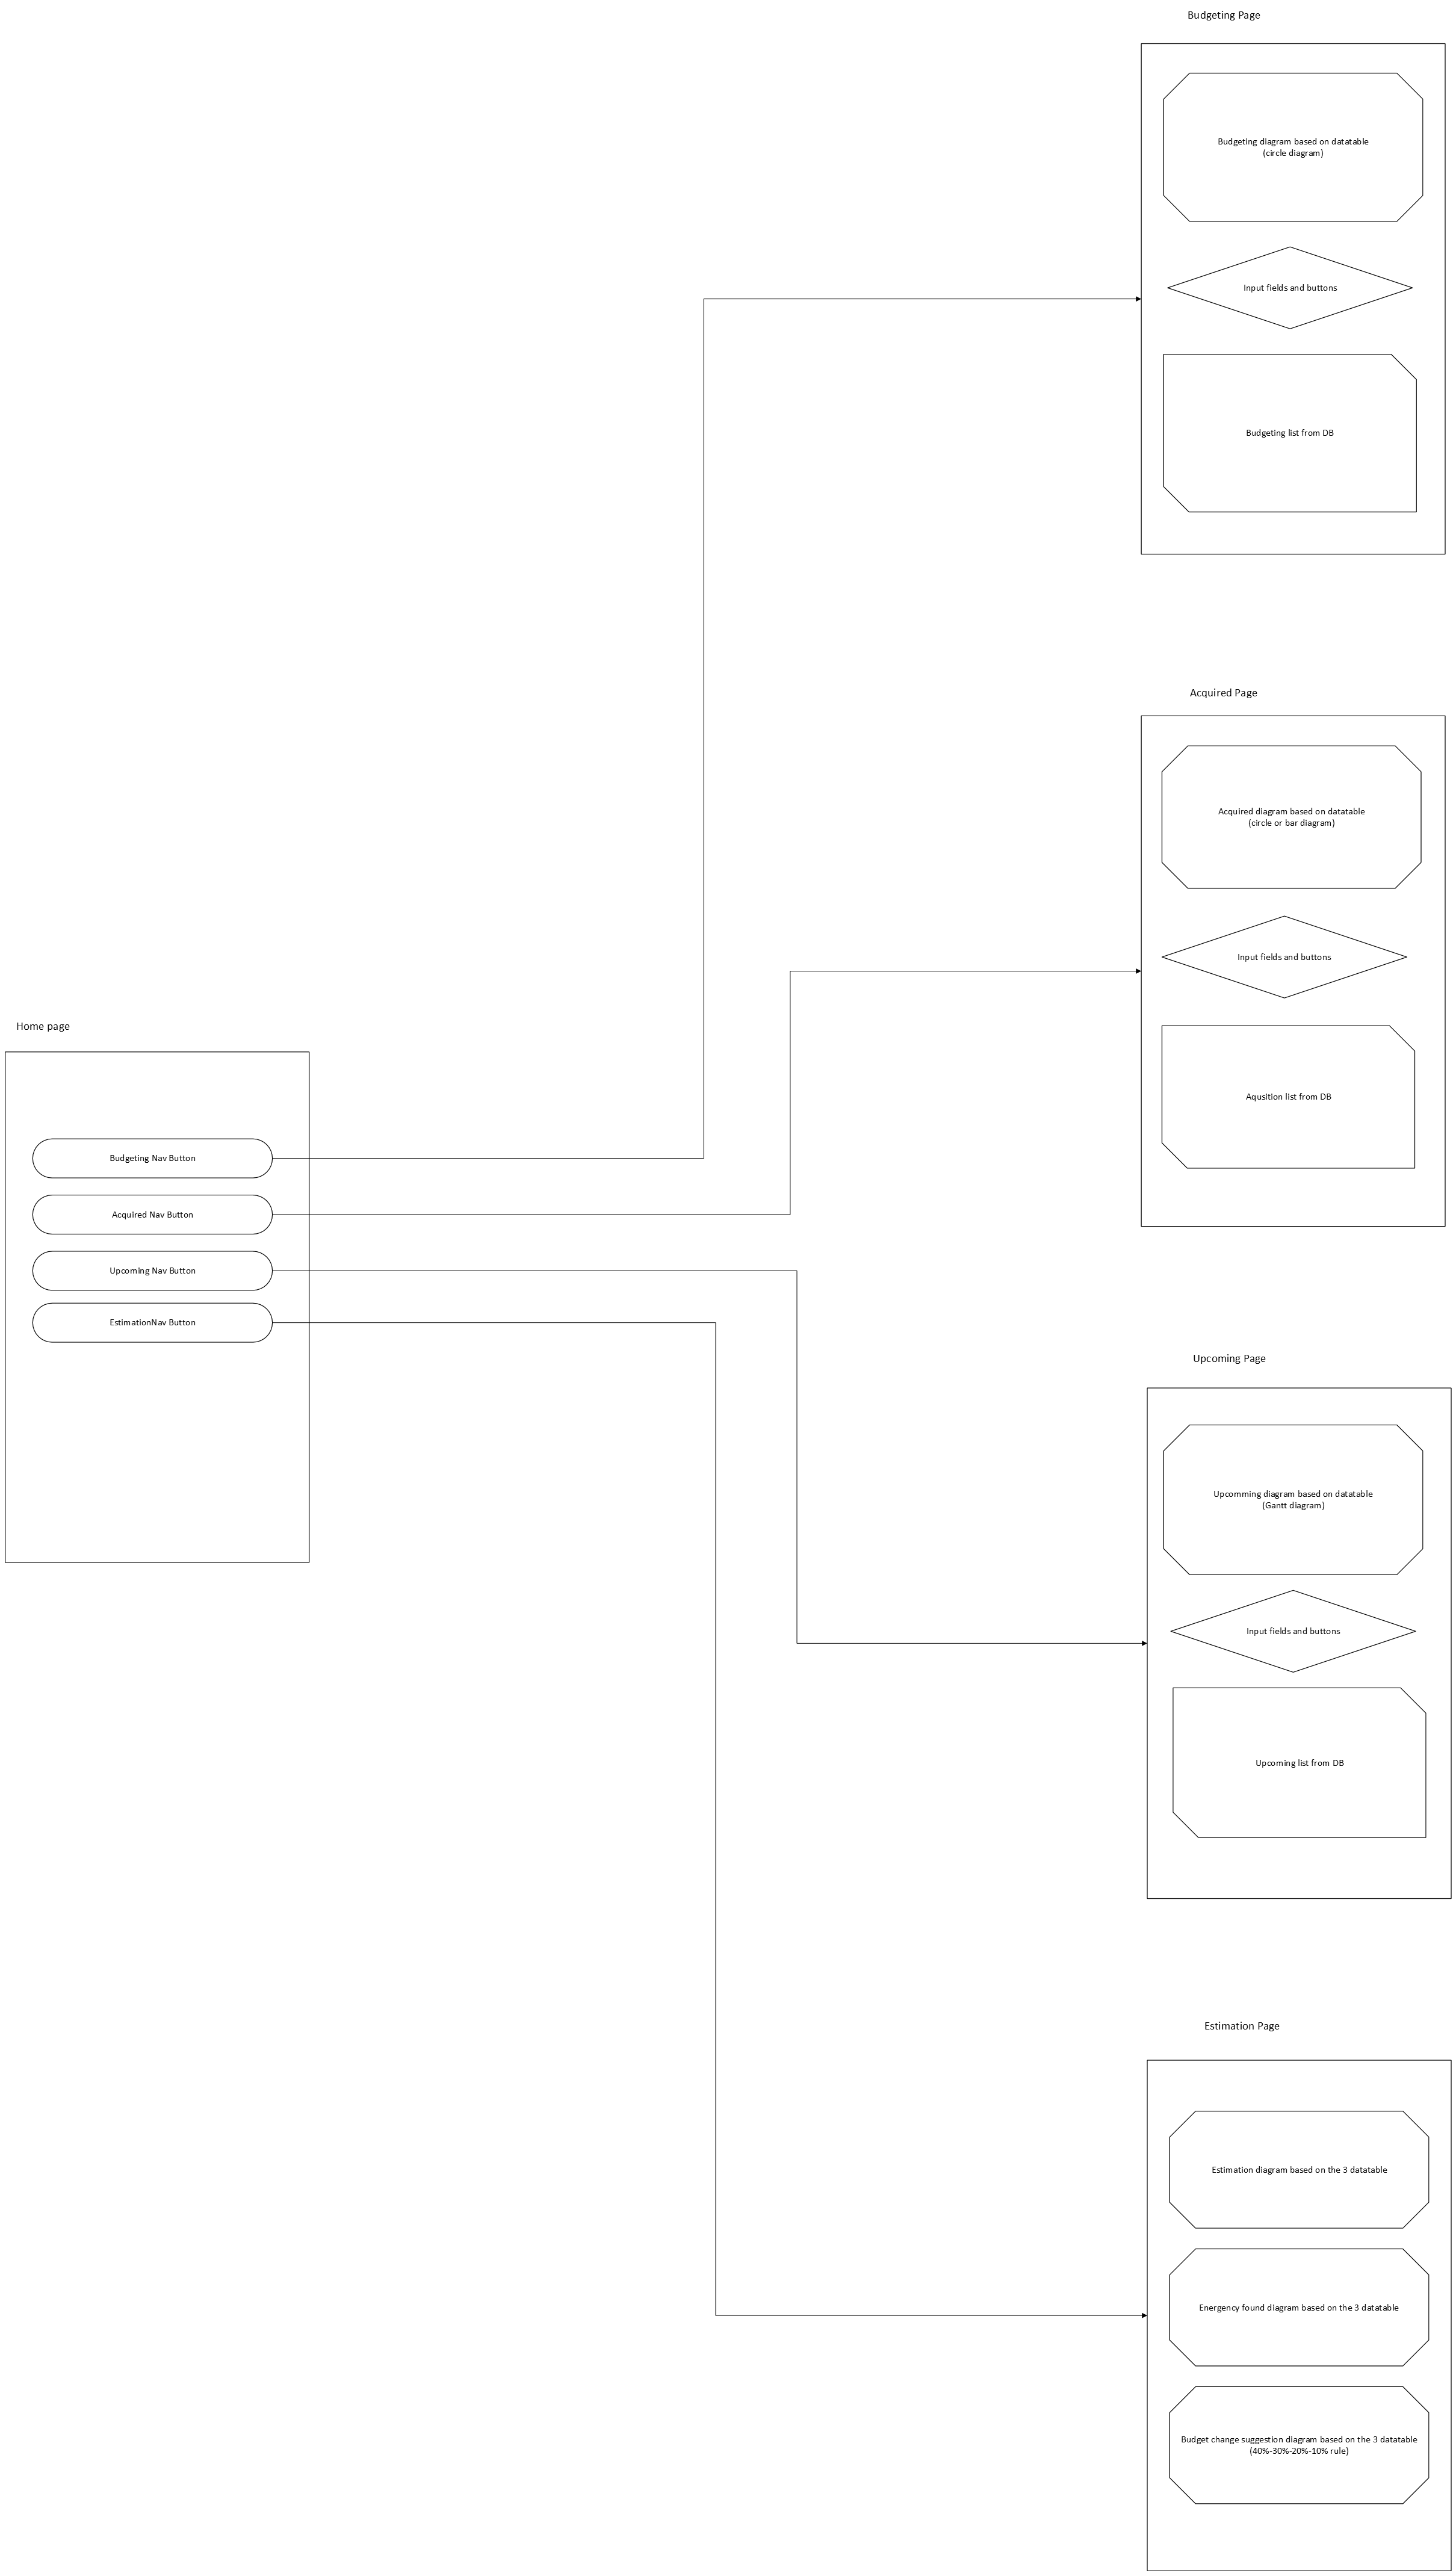 Budgeting Page
Budgeting diagram based on datatable
(circle diagram)
Input fields and buttons
Budgeting list from DB
Acquired Page
Acquired diagram based on datatable
(circle or bar diagram)
Input fields and buttons
Aqusition list from DB
Home page
Budgeting Nav Button
Acquired Nav Button
Upcoming Nav Button
EstimationNav Button
Upcoming Page
Upcomming diagram based on datatable
(Gantt diagram)
Input fields and buttons
Upcoming list from DB
Estimation Page
Estimation diagram based on the 3 datatable
Energency found diagram based on the 3 datatable
Budget change suggestion diagram based on the 3 datatable
(40%-30%-20%-10% rule)